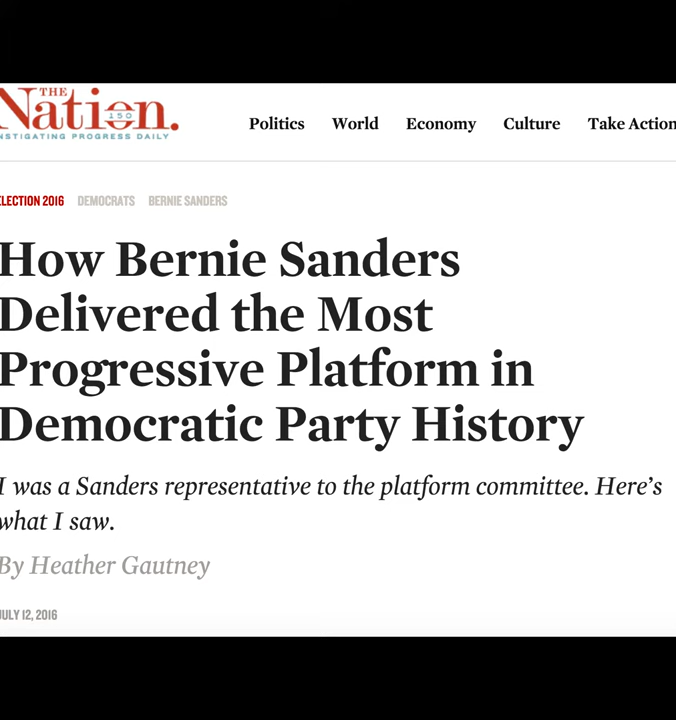 THE
Nation.
150
NSTIGATING PROGRESS DAILY
Politics World Economy Culture Take Action
ELECTION 2016 DEMOCRATS BERNIE SANDERS
How Bernie Sanders
Delivered the Most
Progressive Platform in
Democratic Party History
I was a Sanders representative to the platform committee. Here’s
what I saw.
By Heather Gautney
JULY 12, 2016